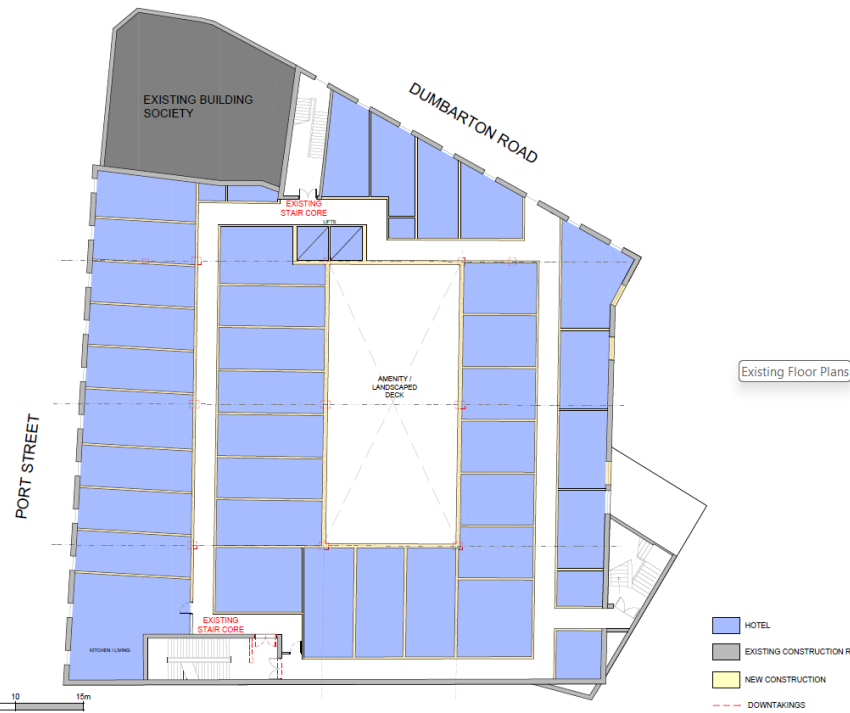 DUMBARTON ROAD
EXISTING BUILDING
SOCIETY
EXISTING
STAIR CORE
LIFTS
AMENITY /
LANDSCAPED
DECK
Existing Floor Plans
PORT STREET
EXISTING
STAIR CORE
KITCHEN / LIVING
HOTEL
EXISTING CONSTRUCTION R
NEW CONSTRUCTION
DOWNTAKINGS
10
15m